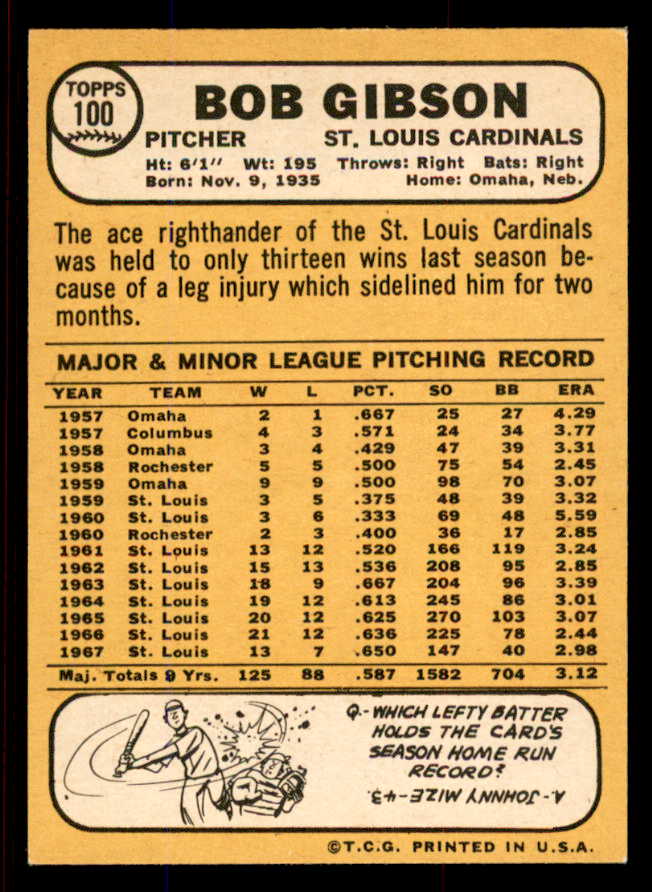 TOPPS
100
BOB GIBSON
PITCHER ST. LOUIS CARDINALS
Ht: 6'1" Wt: 195 Throws: Right Bats: Right
Born: Nov. 9, 1935 Home: Omaha, Neb.
The ace righthander of the St. Louis Cardinals
was held to only thirteen wins last season be-
cause of a leg injury which sidelined him for two
months.
MAJOR & MINOR LEAGUE PITCHING RECORD
YEAR TEAM W L PCT. SO BB ERA
1957 Omaha 2 1 .667 25 27 4.29
1957 Columbus 4 3 .571 24 34 3.77
1958 Omaha 3 4 .429 47 39 3.31
1958 Rochester 5 5 .500 75 54 2.45
1959 Omaha 9 9 .500 98 70 3.07
1959 St. Louis 3 5 .375 48 39 3.32
1960 St. Louis 3 6 .333 69 48 5.59
1960 Rochester 2 3 .400 36 17 2.85
1961 St. Louis 13 12 .520 166 119 3.24
1962 St. Louis 15 13 .536 208 95 2.85
1963 St. Louis 18 9 .667 204 96 3.39
1964 St. Louis 19 12 .613 245 86 3.01
1965 St. Louis 20 12 .625 270 103 3.07
1966 St. Louis 21 12 .636 225 78 2.44
1967 St. Louis 13 7 .650 147 40 2.98
Maj. Totals 9 Yrs. 125 88 .587 1582 704 3.12
Q.- WHICH LEFTY BATTER
HOLDS THE CARD'S
SEASON HOME RUN
RECORD?
A.- JOHNNY MIZE -43
©T.C.G. PRINTED IN U.S.A.